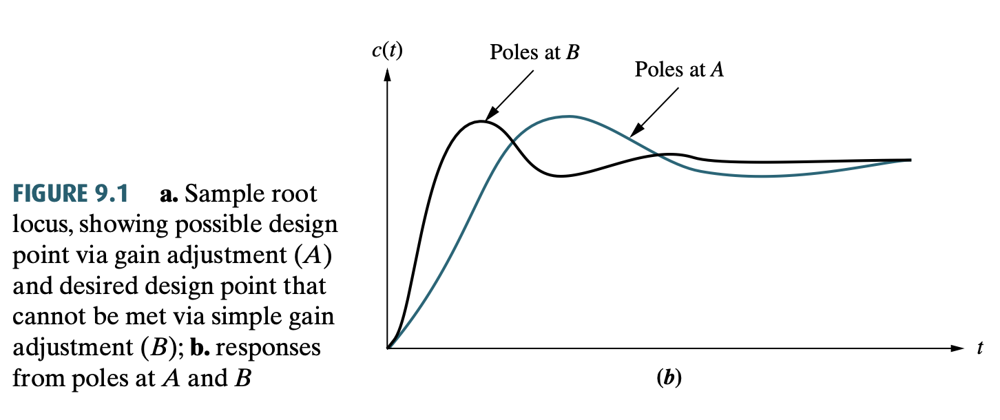 c(t)
Poles at B
Poles at A
FIGURE 9.1 a. Sample root
locus, showing possible design
point via gain adjustment (A)
and desired design point that
cannot be met via simple gain
adjustment (B); b. responses
from poles at A and B
t
(b)